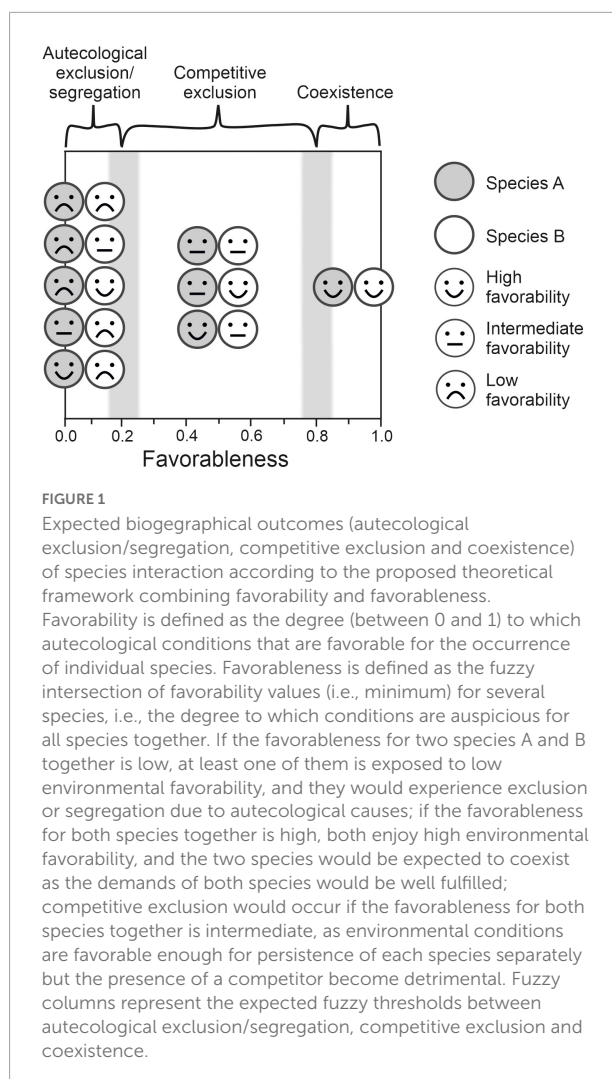 Autecological
exclusion/
segregation
Competitive
exclusion
Coexistence
Species A
Species B
High
favorability
Intermediate
favorability
Low
favorability
0.0 0.2 0.4 0.6 0.8 1.0
Favorableness
FIGURE 1
Expected biogegraphical outcomes (autecological
exclusion/segregation, competitive exclusion and coexistence)
of species interaction according to the proposed theoretical
framework combining favorability and favorableness.
Favorability is defined as the degree (between 0 and 1) to which
autecological conditions that are favorable for the occurrence
of individual species. Favorableness is defined as the fuzzy
intersection of favorability values (i.e., minimum) for several
species, i.e., the degree to which conditions are auspicious for
all species together. If the favorableness for two species A and B
together is low, at least one of them is exposed to low
environmental favorability, and they would experience exclusion
or segregation due to autecological causes; if the favorableness
for both species together is high, both enjoy high environmental
favorability, and the two species would be expected to coexist
as the demands of both species would be well fulfilled;
competitive exclusion would occur if the favorableness for both
species together is intermediate, as environmental conditions
are favorable enough for persistence of each species separately
but the presence of a competitor become detrimental. Fuzzy
columns represent the expected fuzzy thresholds between
autecological exclusion/segregation, competitive exclusion and
coexistence.